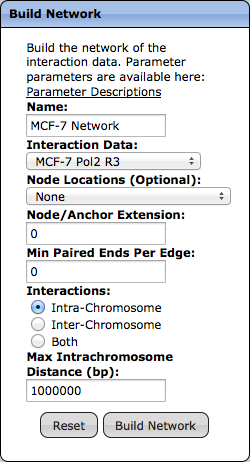 Build Network
Build the network of the
interaction data. Parameter
parameters are available here:
Parameter Descriptions
Name:
MCF-7 Network
Interaction Data:
MCF-7 Pol2 R3
Node Locations (Optional):
None
Node/Anchor Extension:
0
Min Paired Ends Per Edge:
0
Interactions:
Intra-Chromosome
Inter-Chromosome
Both
Max Intrachromosome
Distance (bp):
1000000
Reset Build Network